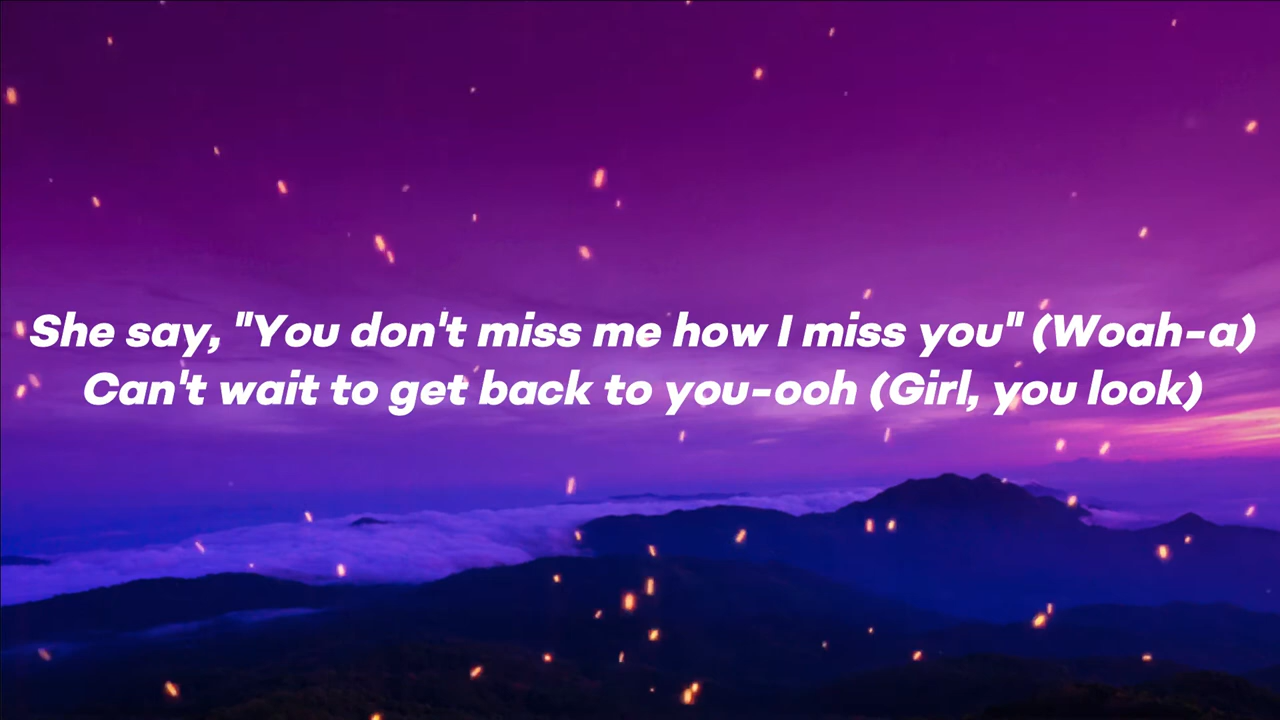 She say, "You don't miss me how I miss you" (Woah-a)
Can't wait to get back to you-ooh (Girl, you look)